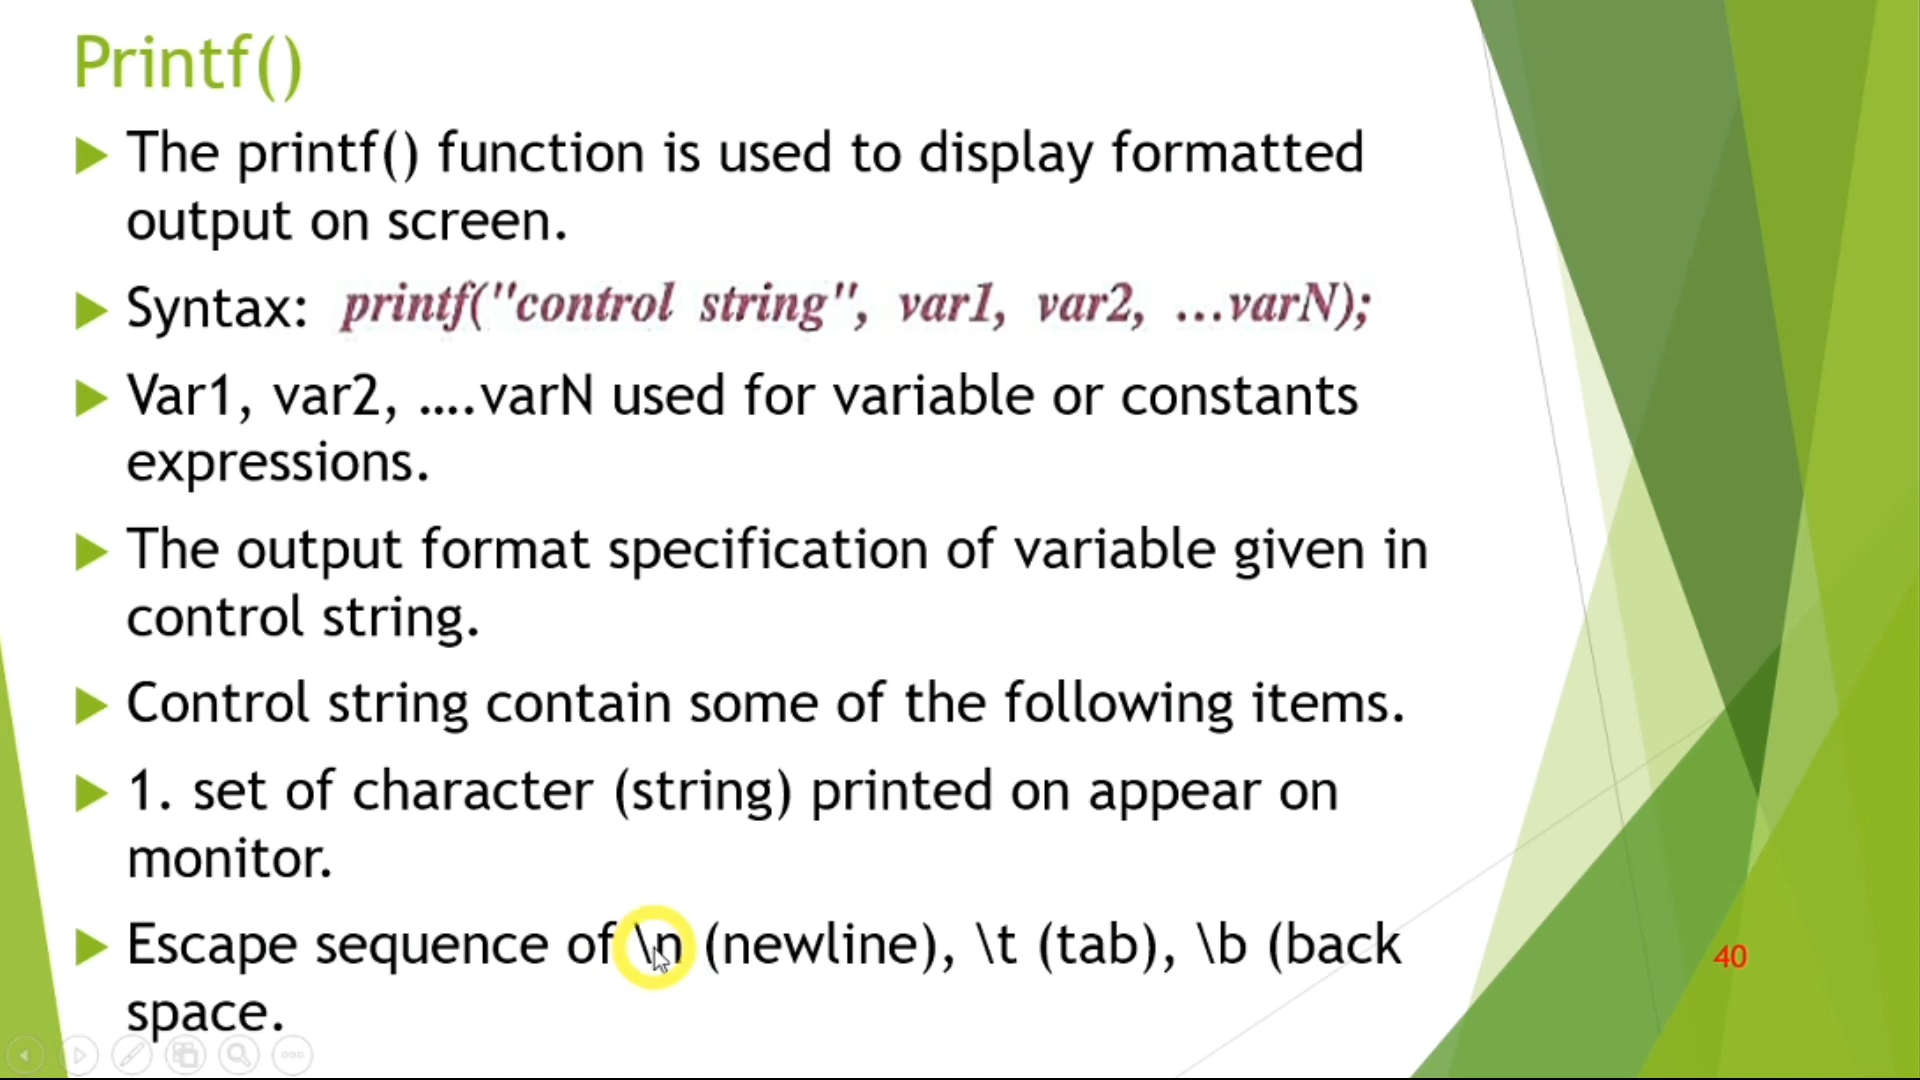 Printf()
The printf() function is used to display formatted
output on screen.
Syntax: printf("control string", var1, var2, ...varN);
Var1, var2, ....varN used for variable or constants
expressions.
The output format specification of variable given in
control string.
Control string contain some of the following items.
1. set of character (string) printed on appear on
monitor.
Escape sequence of \n (newline), \t (tab), \b (back
space.
40